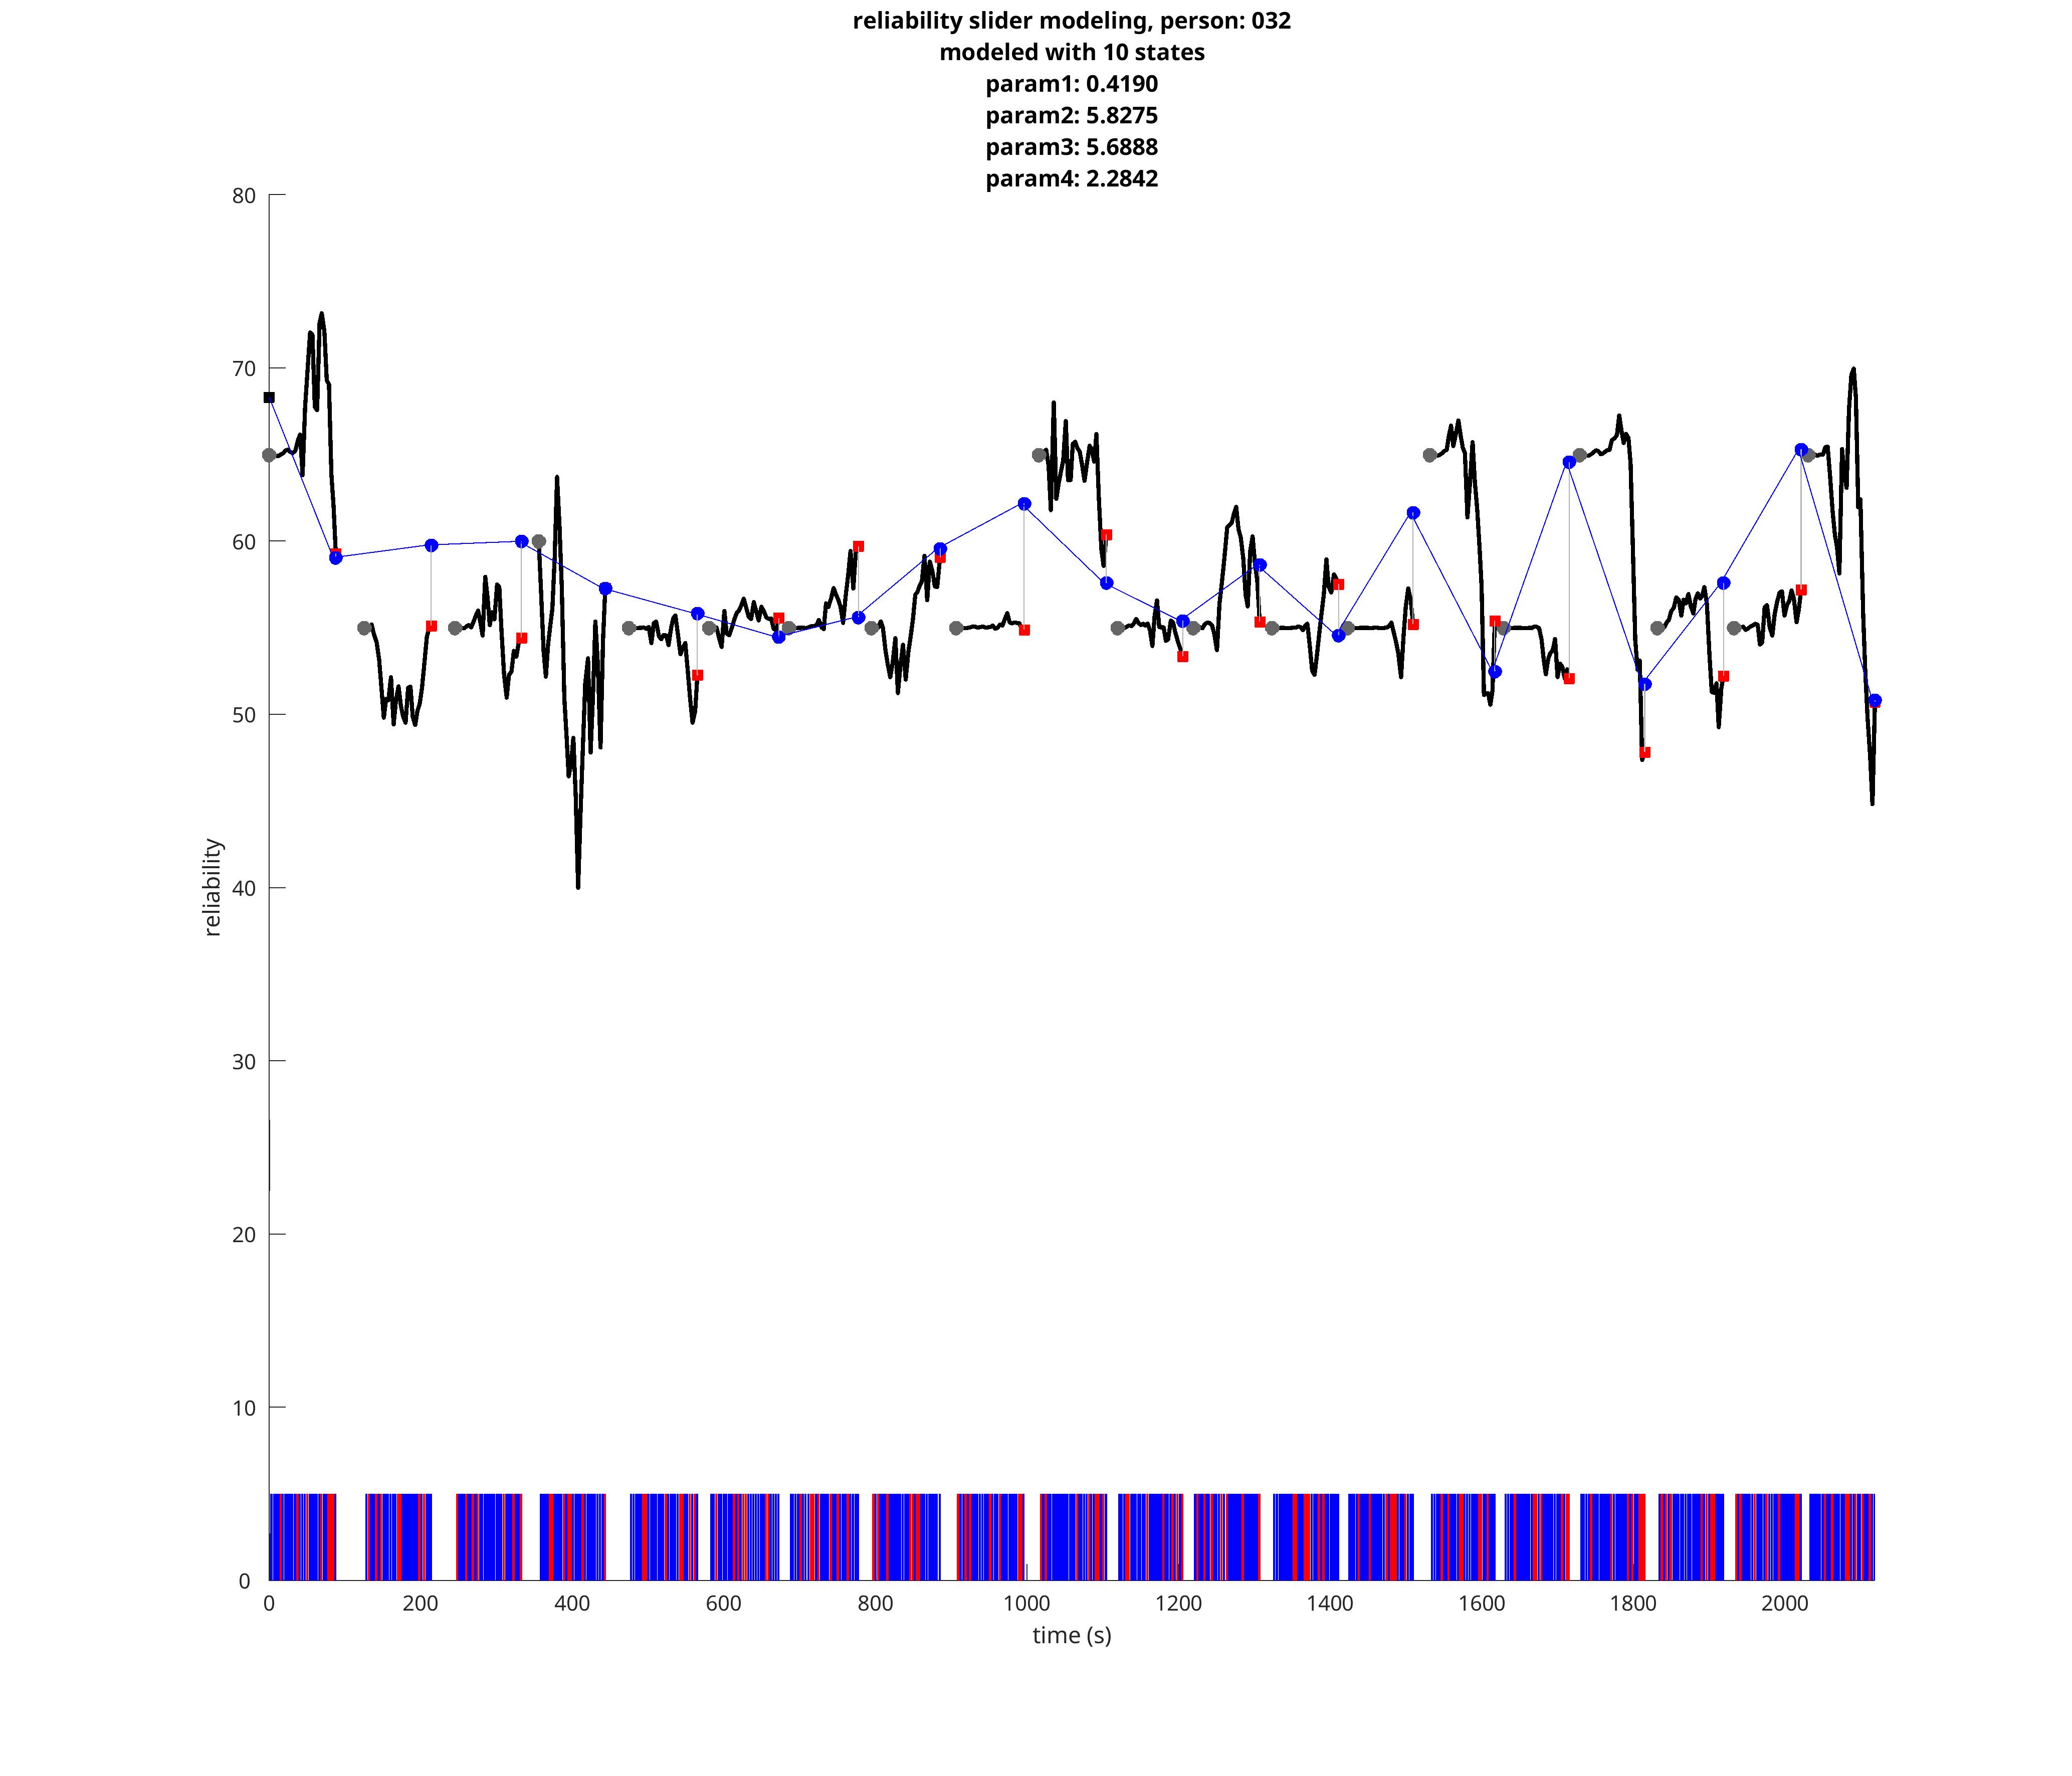 reliability slider modeling, person: 032
modeled with 10 states
param1: 0.4190
param2: 5.8275
param3: 5.6888
param4: 2.2842
80
70
60
50
40
30
20
10
0
reliability
0 200 400 600 800 1000 1200 1400 1600 1800 2000
time (s)